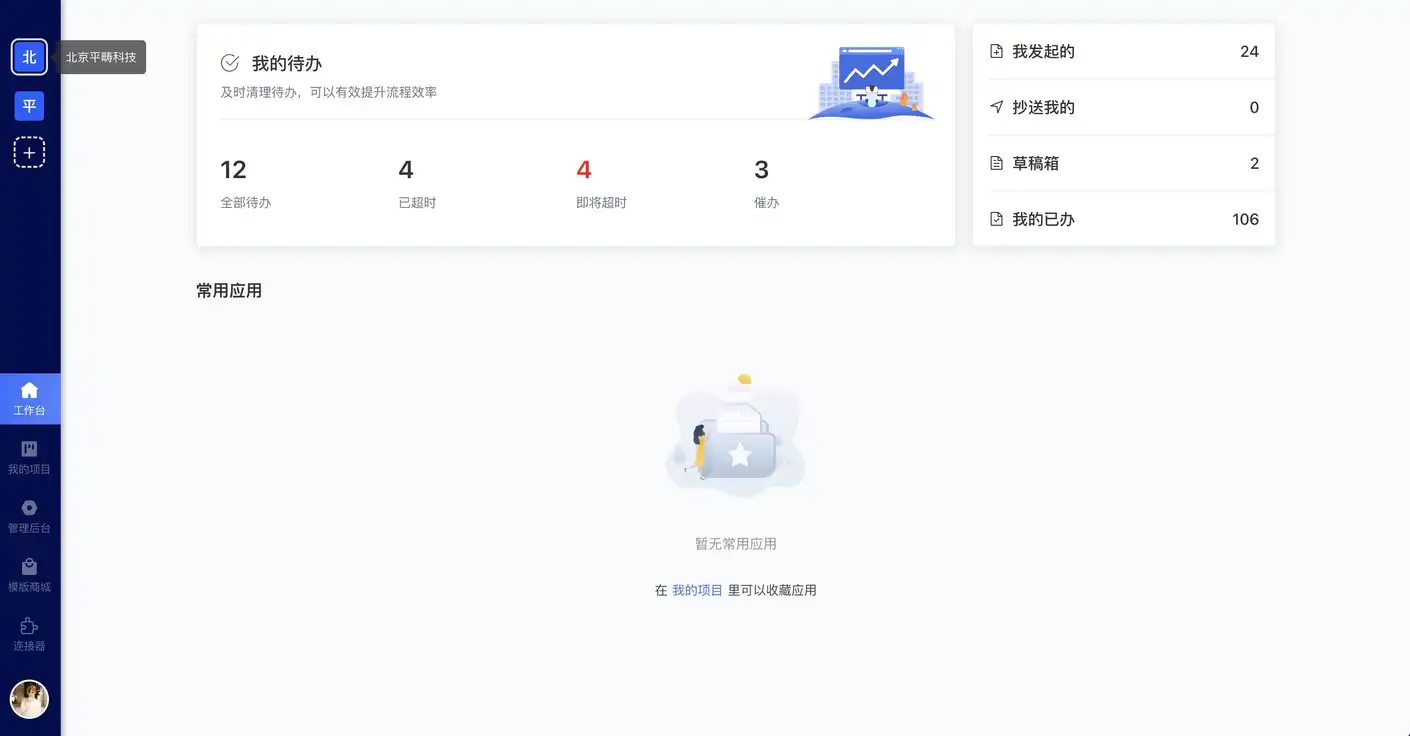 北
北京平畴科技
平
工作台
我的项目
管理后台
模版商城
连接器
我的待办
及时清理待办，可以有效提升流程效率
12
全部待办
4
已超时
4
即将超时
3
催办
我发起的 24
抄送我的 0
草稿箱 2
我的已办 106
常用应用
暂无常用应用
在 我的项目 里可以收藏应用